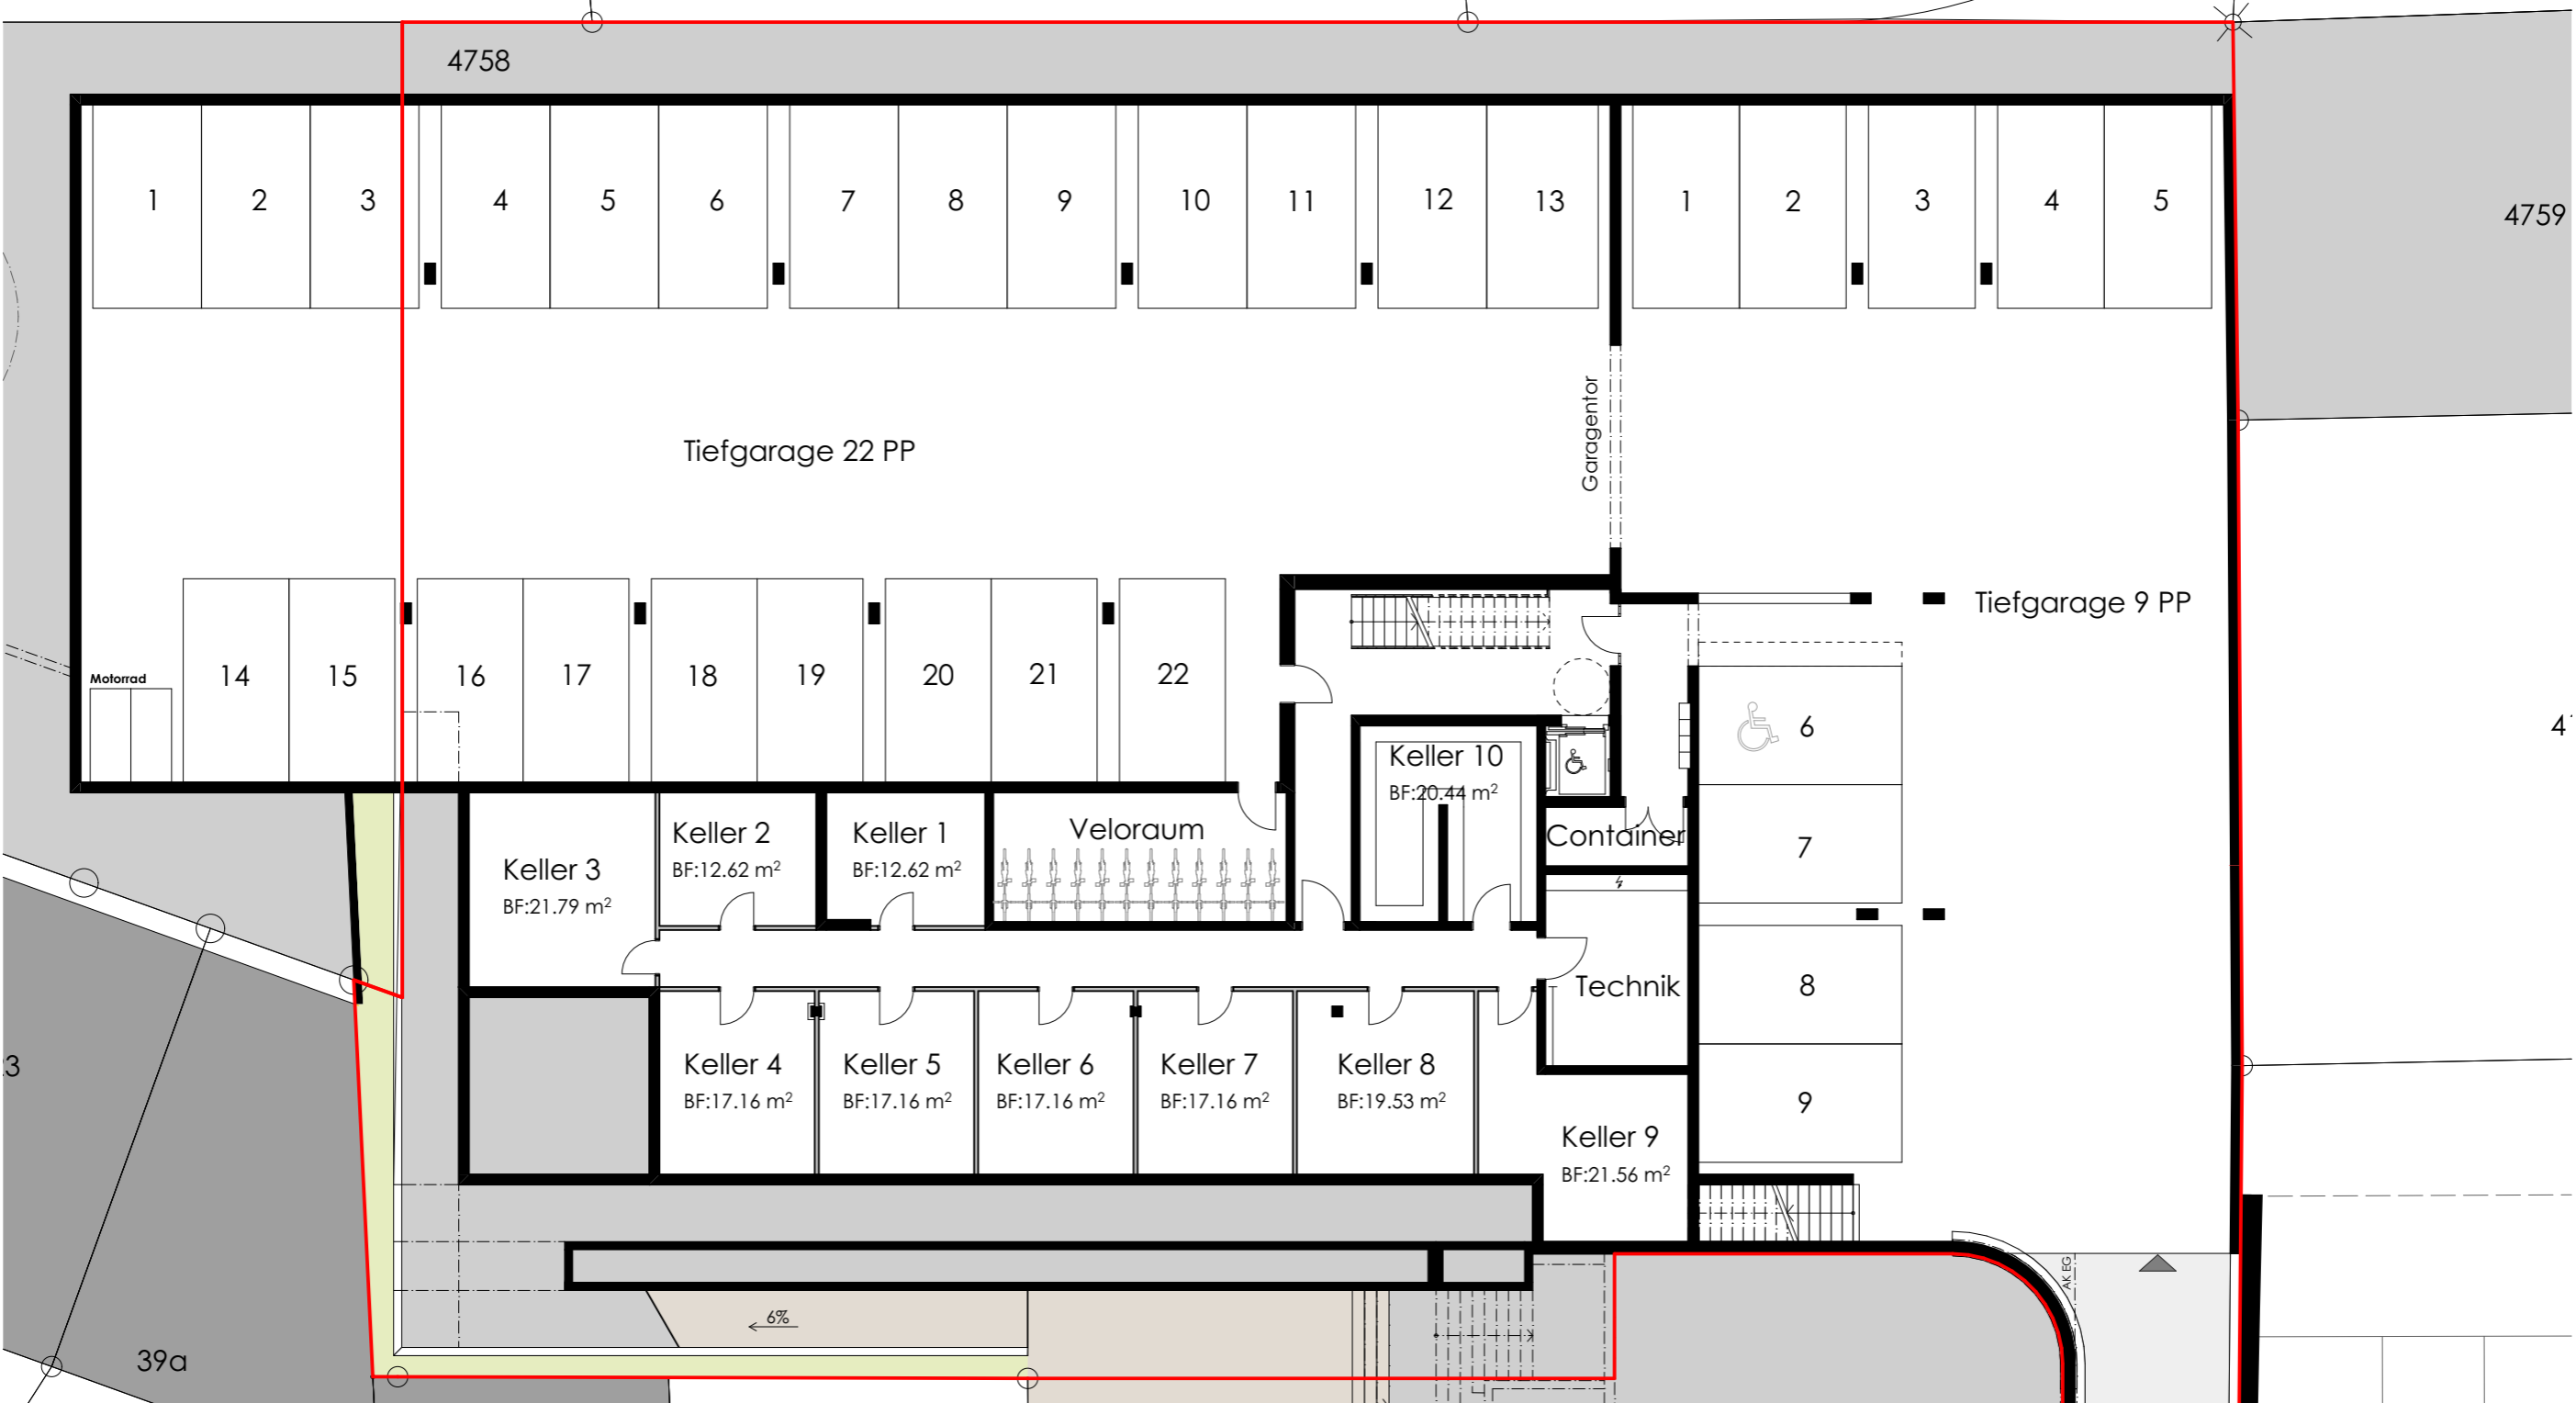 4758
1 2 3 4 5 6 7 8 9 10 11 12 13 1 2 3 4 5
4759
Garagentor
Tiefgarage 22 PP
Tiefgarage 9 PP
Motorrad
14 15 16 17 18 19 20 21 22
6
7
8
9
Keller 10
BF:20.44 m²
Container
Veloraum
Keller 1
BF:12.62 m²
Keller 2
BF:12.62 m²
Keller 3
BF:21.79 m²
Technik
Keller 4
BF:17.16 m²
Keller 5
BF:17.16 m²
Keller 6
BF:17.16 m²
Keller 7
BF:17.16 m²
Keller 8
BF:19.53 m²
Keller 9
BF:21.56 m²
AK EG
6%
39a